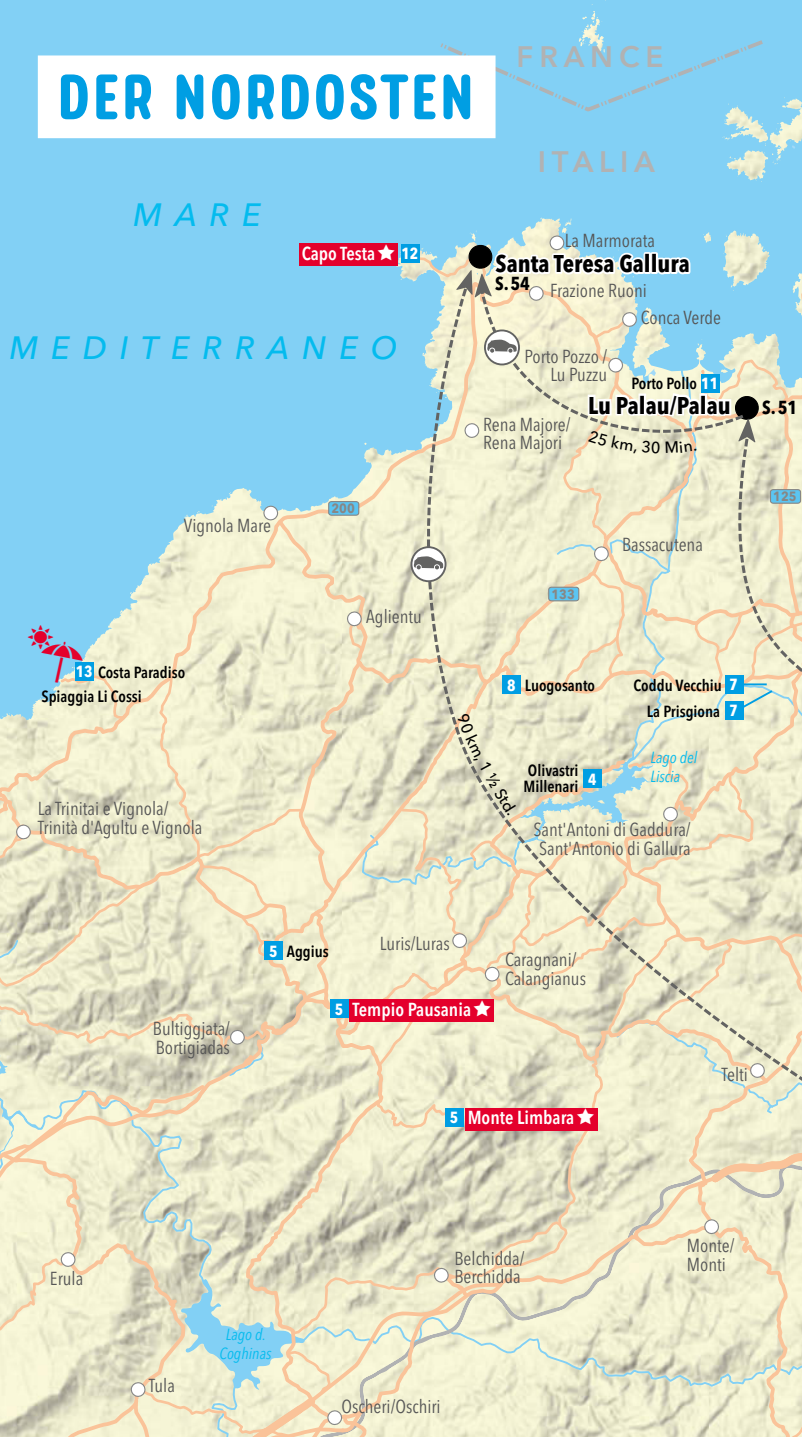 FRANCE
DER NORDOSTEN
ITALIA
MARE
Capo Testa 12
La Marmorata
Santa Teresa Gallura
S. 54
Frazione Ruoni
Conca Verde
MEDITERRANEO
Porto Pozzo /
Lu Puzzu
Porto Pollo 11
Lu Palau/Palau
S. 51
Rena Majore/
Rena Majori
25 km, 30 Min.
125
200
Vignola Mare
Bassacutena
133
Aglientu
13 Costa Paradiso
Spiaggia Li Cossi
8 Luogosanto
Coddu Vecchiu 7
La Prisgiona 7
90 km, 1 ½ Std.
Olivastri
Millenari
4
Lago del
Liscia
La Trinitai e Vignola/
Trinità d'Agultu e Vignola
Sant'Antoni di Gaddura/
Sant'Antonio di Gallura
5 Aggius
Luris/Luras
Caragnani/
Calangianus
5 Tempio Pausania
Bultiggjata/
Bortigiadas
Telti
5 Monte Limbara
Erula
Belchidda/
Berchidda
Monte/
Monti
Lago d.
Coghinas
Tula
Oscheri/Oschiri